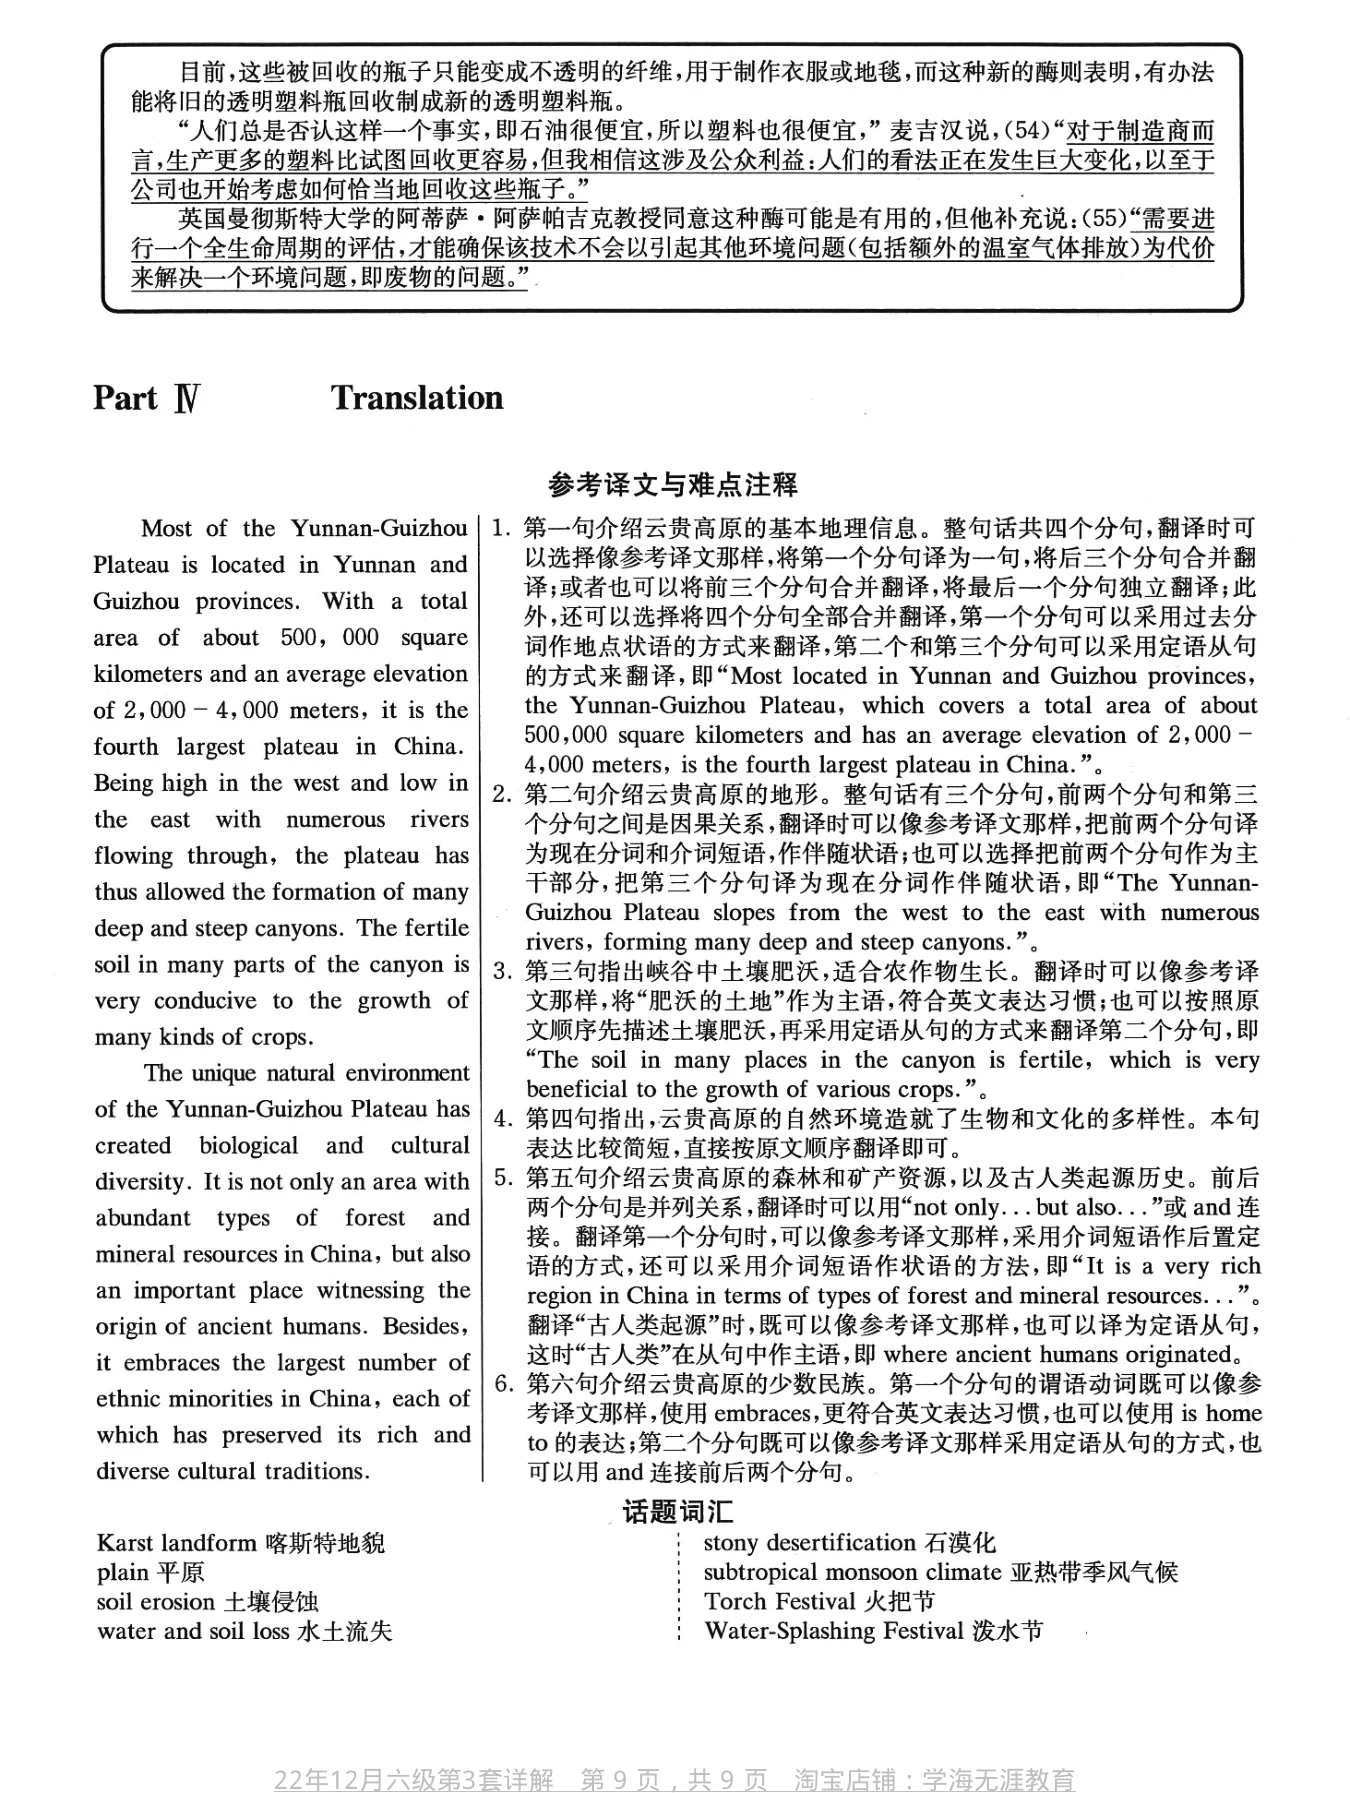 目前,这些被回收的瓶子只能变成不透明的纤维,用于制作衣服或地毯,而这种新的酶则表明,有办法
能将旧的透明塑料瓶回收制成新的透明塑料瓶。
“人们总是否认这样一个事实,即石油很便宜,所以塑料也很便宜,” 麦吉汉说,(54)“对于制造商而
言,生产更多的塑料比试图回收更容易,但我相信这涉及公众利益:人们的看法正在发生巨大变化,以至于
公司也开始考虑如何恰当地回收这些瓶子。”
英国曼彻斯特大学的阿蒂萨·阿萨帕吉克教授同意这种酶可能是有用的,但他补充说:(55)“需要进
行一个全生命周期的评估,才能确保该技术不会以引起其他环境问题(包括额外的温室气体排放)为代价
来解决一个环境问题,即废物的问题。”
Part Ⅳ Translation
参考译文与难点注释
Most of the Yunnan-Guizhou
Plateau is located in Yunnan and
Guizhou provinces. With a total
area of about 500, 000 square
kilometers and an average elevation
of 2,000 - 4,000 meters, it is the
fourth largest plateau in China.
Being high in the west and low in
the east with numerous rivers
flowing through, the plateau has
thus allowed the formation of many
deep and steep canyons. The fertile
soil in many parts of the canyon is
very conducive to the growth of
many kinds of crops.
The unique natural environment
of the Yunnan-Guizhou Plateau has
created biological and cultural
diversity. It is not only an area with
abundant types of forest and
mineral resources in China, but also
an important place witnessing the
origin of ancient humans. Besides,
it embraces the largest number of
ethnic minorities in China, each of
which has preserved its rich and
diverse cultural traditions.
1. 第一句介绍云贵高原的基本地理信息。整句话共四个分句,翻译时可
以选择像参考译文那样,将第一个分句译为一句,将后三个分句合并翻
译;或者也可以将前三个分句合并翻译,将最后一个分句独立翻译;此
外,还可以选择将四个分句全部合并翻译,第一个分句可以采用过去分
词作地点状语的方式来翻译,第二个和第三个分句可以采用定语从句
的方式来翻译,即“Most located in Yunnan and Guizhou provinces,
the Yunnan-Guizhou Plateau, which covers a total area of about
500,000 square kilometers and has an average elevation of 2,000 -
4,000 meters, is the fourth largest plateau in China.”。
2. 第二句介绍云贵高原的地形。整句话有三个分句,前两个分句和第三
个分句之间是因果关系,翻译时可以像参考译文那样,把前两个分句译
为现在分词和介词短语,作伴随状语;也可以选择把前两个分句作为主
干部分,把第三个分句译为现在分词作伴随状语,即“The Yunnan-
Guizhou Plateau slopes from the west to the east with numerous
rivers, forming many deep and steep canyons.”。
3. 第三句指出峡谷中土壤肥沃,适合农作物生长。翻译时可以像参考译
文那样,将“肥沃的土地”作为主语,符合英文表达习惯;也可以按照原
文顺序先描述土壤肥沃,再采用定语从句的方式来翻译第二个分句,即
“The soil in many places in the canyon is fertile, which is very
beneficial to the growth of various crops.”。
4. 第四句指出,云贵高原的自然环境造就了生物和文化的多样性。本句
表达比较简短,直接按原文顺序翻译即可。
5. 第五句介绍云贵高原的森林和矿产资源,以及古人类起源历史。前后
两个分句是并列关系,翻译时可以用“not only...but also...”或 and 连
接。翻译第一个分句时,可以像参考译文那样,采用介词短语作后置定
语的方式,还可以采用介词短语作状语的方法,即“It is a very rich
region in China in terms of types of forest and mineral resources...”。
翻译“古人类起源”时,既可以像参考译文那样,也可以译为定语从句,
这时“古人类”在从句中作主语,即 where ancient humans originated。
6. 第六句介绍云贵高原的少数民族。第一个分句的谓语动词既可以像参
考译文那样,使用 embraces,更符合英文表达习惯,也可以使用 is home
to 的表达;第二个分句既可以像参考译文那样采用定语从句的方式,也
可以用 and 连接前后两个分句。
话题词汇
Karst landform 喀斯特地貌
plain 平原
soil erosion 土壤侵蚀
water and soil loss 水土流失
stony desertification 石漠化
subtropical monsoon climate 亚热带季风气候
Torch Festival 火把节
Water-Splashing Festival 泼水节
22年12月六级第3套详解 第 9 页,共 9 页 淘宝店铺:学海无涯教育